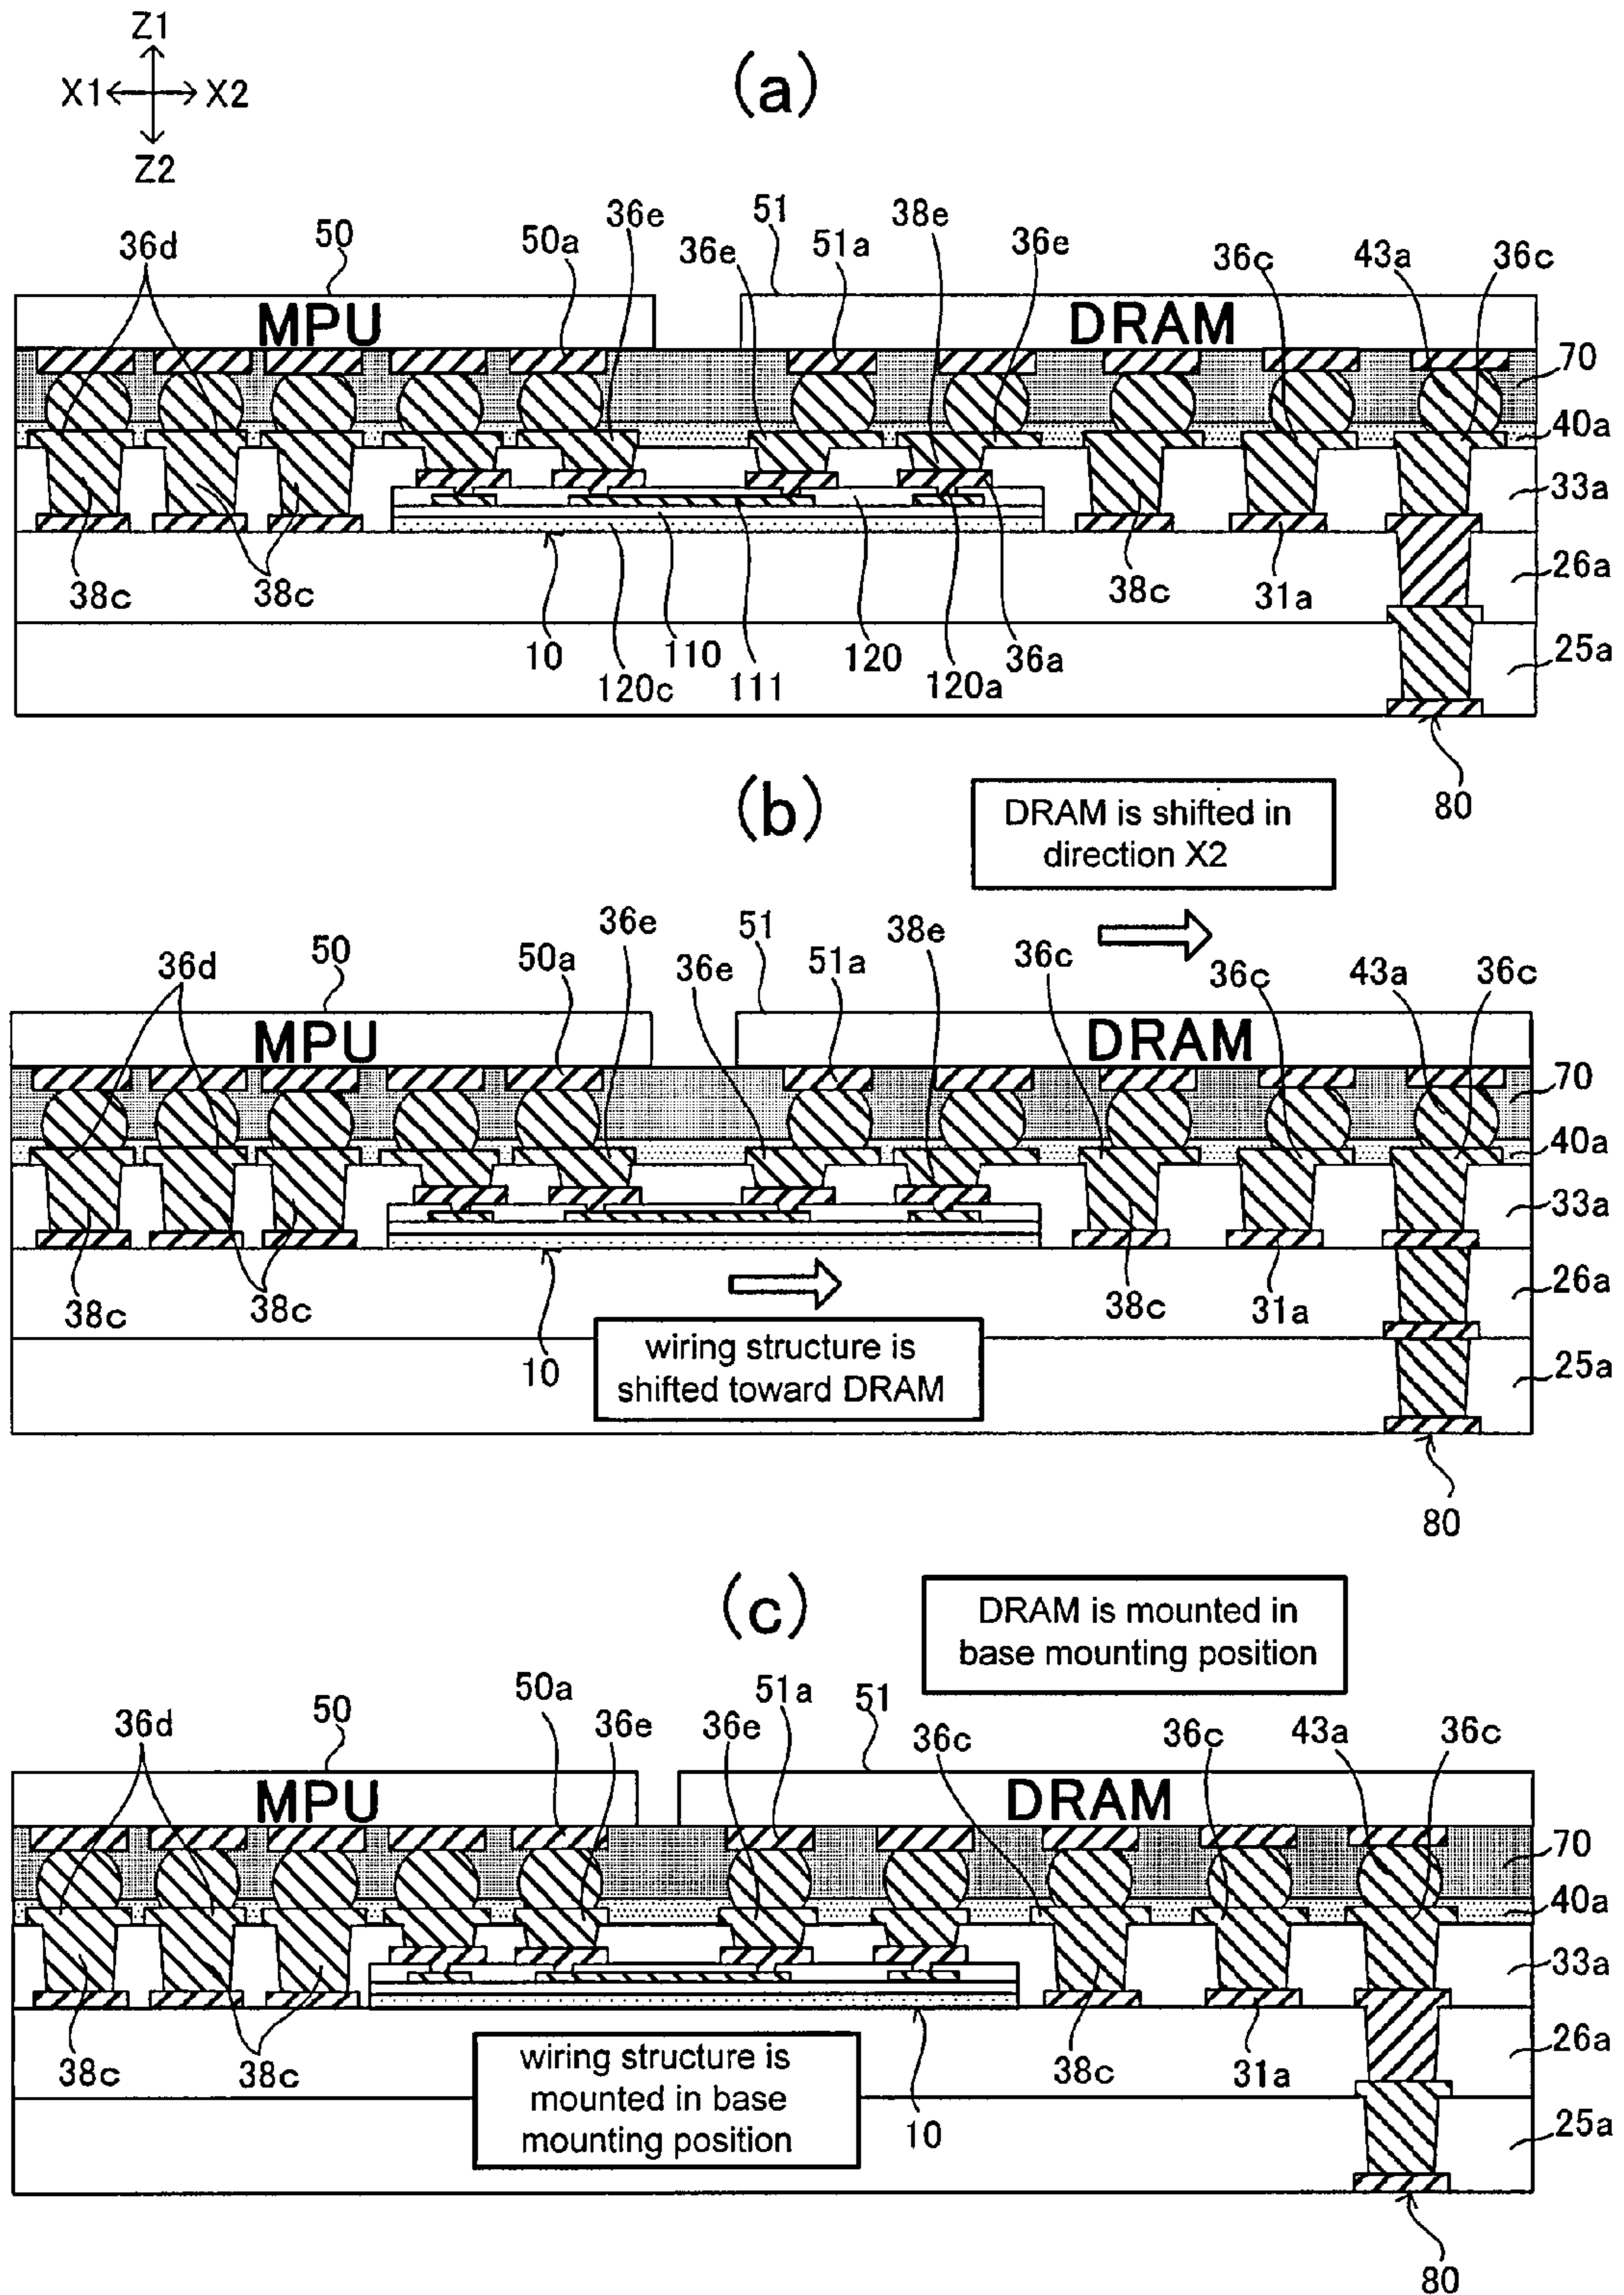 Z1
X1 X2
Z2
(a)
36d 50 50a 36e 36e 51 51a 38e 36e 36c 43a 36c
MPU DRAM
70
40a
33a
26a
38c 38c 10 120c 110 111 120 120a 36a 38c 31a
25a
80
(b)
DRAM is shifted in
direction X2
36d 50 50a 36e 36e 51 51a 38e 36c 36c 43a 36c
MPU DRAM
70
40a
33a
26a
38c 38c 10 38c 31a
wiring structure is
shifted toward DRAM
25a
80
(c)
DRAM is mounted in
base mounting position
36d 50 50a 36e 36e 51a 51 36c 36c 43a 36c
MPU DRAM
70
40a
33a
26a
38c 38c 10 38c 31a
wiring structure is
mounted in base
mounting position
25a
80